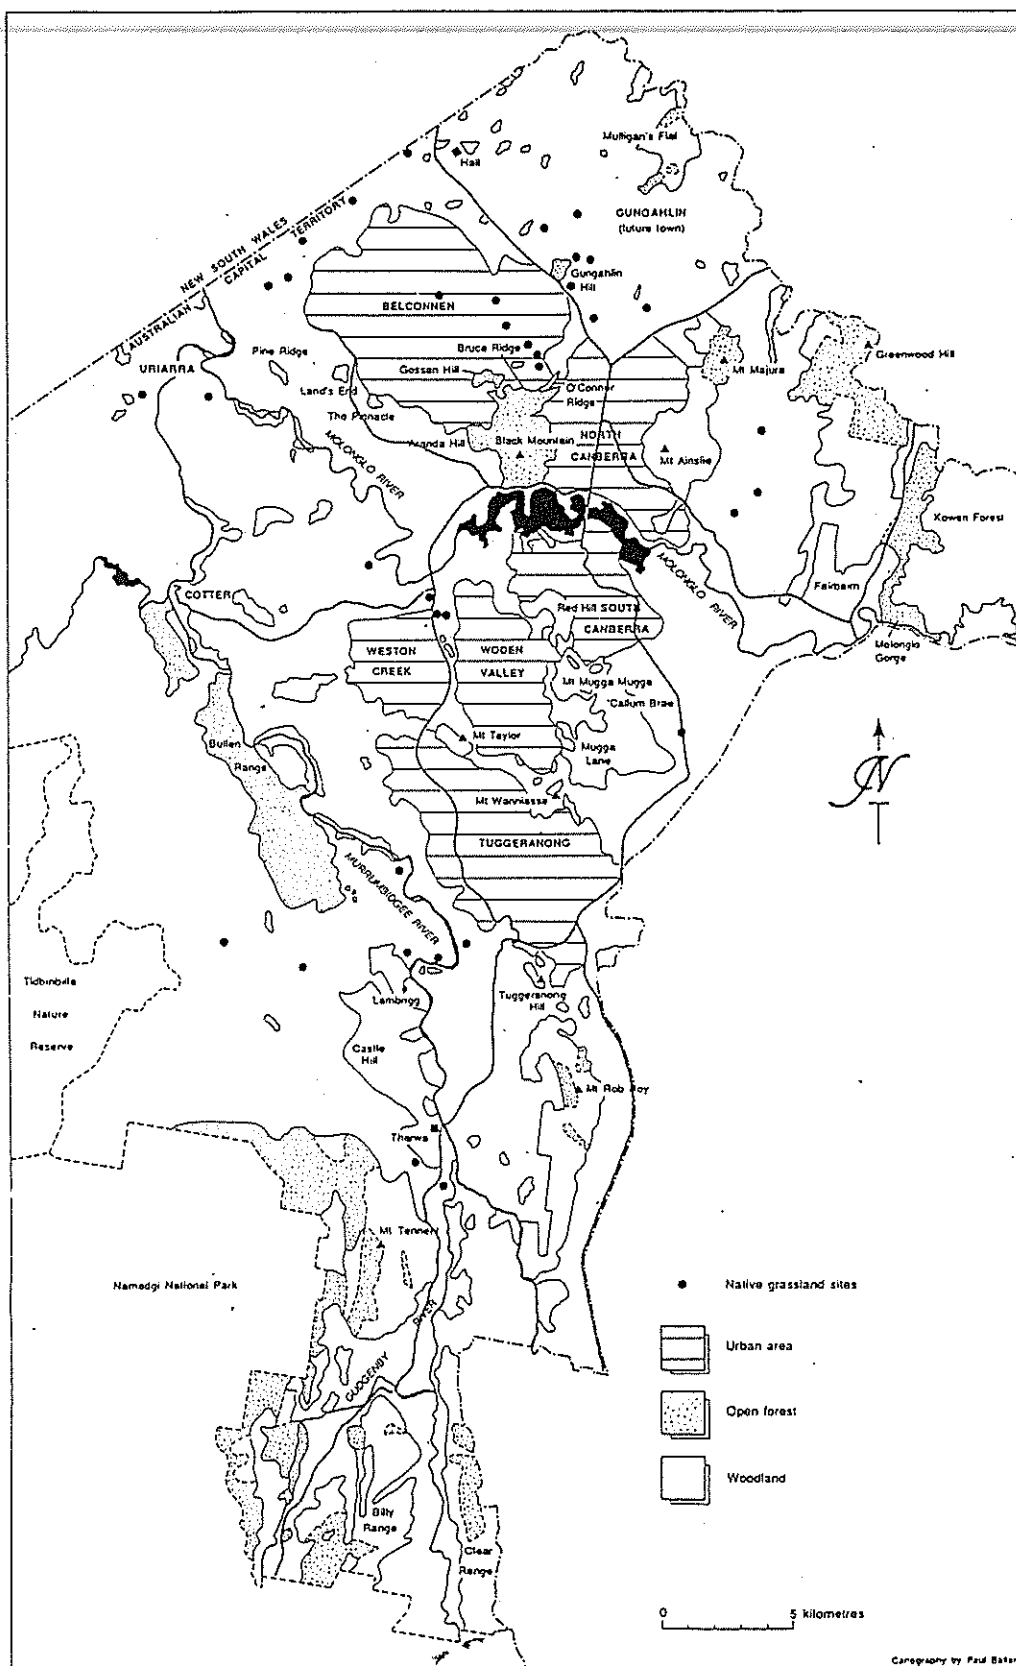 Mulligan's Flat
Hall
GUNGAHLIN
(future town)
NEW SOUTH WALES
AUSTRALIAN CAPITAL TERRITORY
Gungahlin
Hill
BELCONNEN
Bruce Ridge
Greenwood Hill
Pine Ridge
Mt Majura
URIARRA
Gossan Hill
Land's End
O'Connor
Ridge
The Pinnacle
Aranda Hill
Black Mountain
NORTH
CANBERRA
Mt Ainslie
MOLONGLO RIVER
Kowen Forest
MOLONGLO RIVER
Fairbairn
COTTER
Red Hill
SOUTH
CANBERRA
Molonglo
Gorge
WESTON
CREEK
WODEN
VALLEY
Mt Mugga Mugga
Callum Brae
Mt Taylor
Mugga
Lane
Bullen
Range
N
Mt Wanniassa
TUGGERANONG
MURRUMBIDGEE RIVER
Tidbinbilla
Nature
Reserve
Lambrigg
Tuggeranong
Hill
Castle
Hill
Mt Rob Roy
Tharwa
Mt Tennent
Namadgi National Park
GUDGENBY RIVER
Billy
Range
Clear
Range
Native grassland sites
Urban area
Open forest
Woodland
0 5 kilometres
Cartography by Paul Ballard